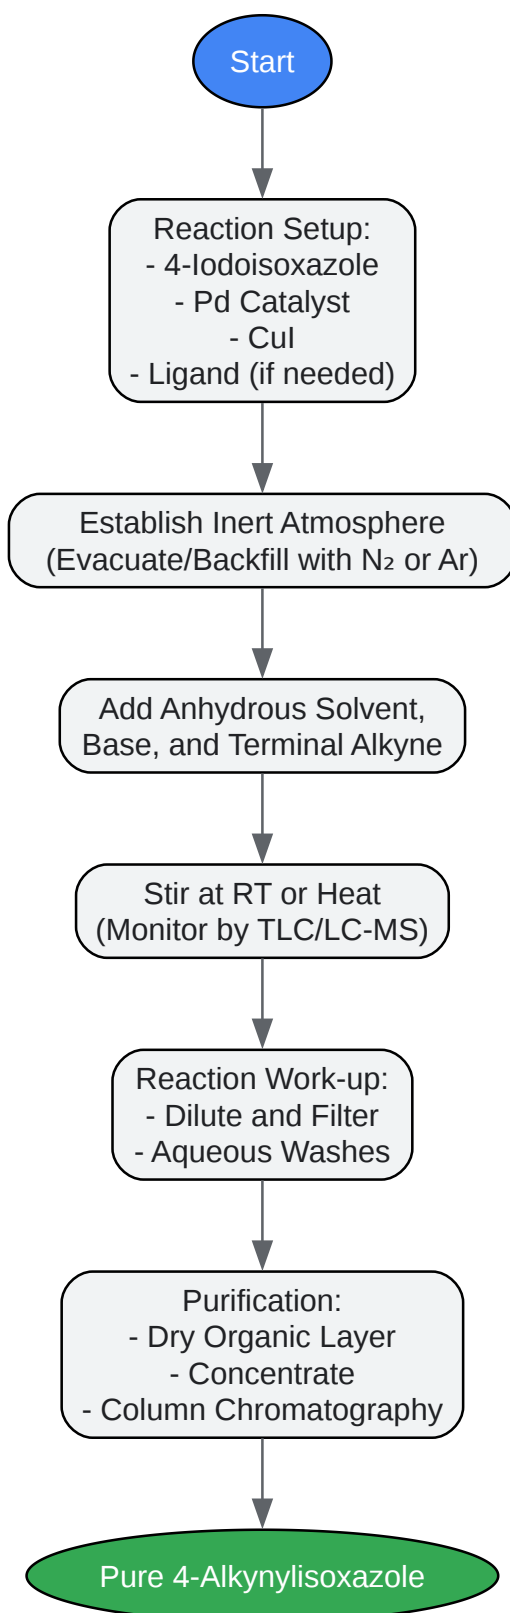 Start
Reaction Setup:
- 4-Iodoisoxazole
- Pd Catalyst
- CuI
- Ligand (if needed)
Establish Inert Atmosphere
(Evacuate/Backfill with N₂ or Ar)
Add Anhydrous Solvent,
Base, and Terminal Alkyne
Stir at RT or Heat
(Monitor by TLC/LC-MS)
Reaction Work-up:
- Dilute and Filter
- Aqueous Washes
Purification:
- Dry Organic Layer
- Concentrate
- Column Chromatography
Pure 4-Alkynylisoxazole